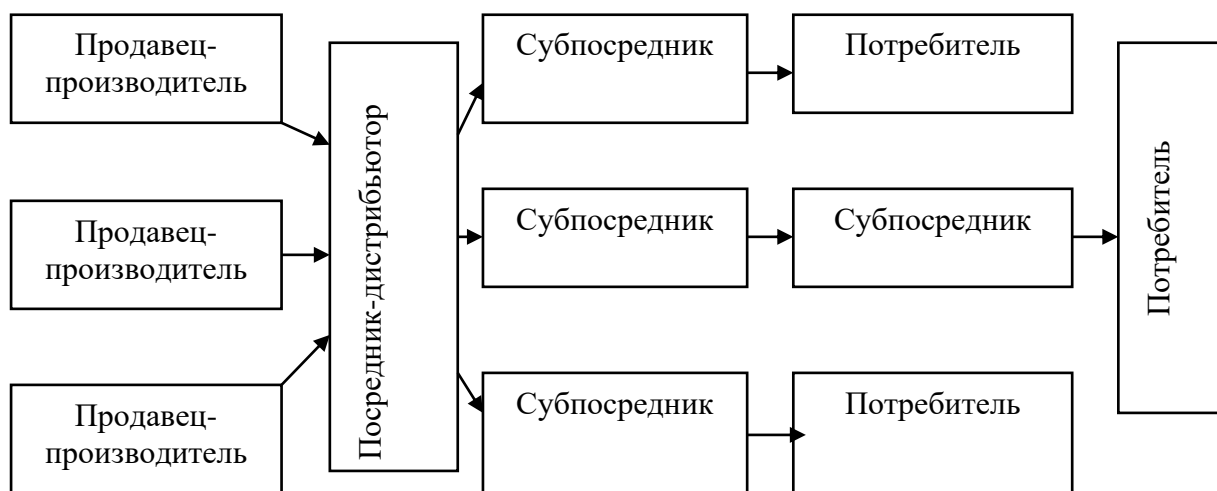 Продавец-
производитель
Продавец-
производитель
Продавец-
производитель
Посредник-дистрибьютор
Субпосредник
Потребитель
Субпосредник
Субпосредник
Субпосредник
Потребитель
Потребитель